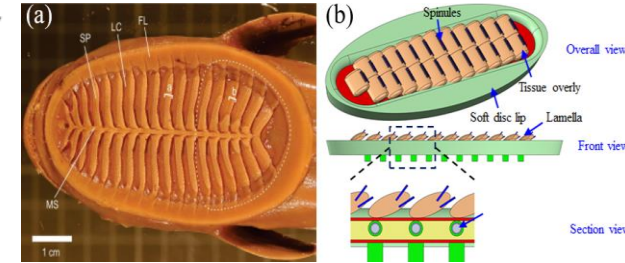 (a)
SP
LC
FL
MS
1 cm
(b)
Spinules
Overall view
Tissue overly
Soft disc lip
Lamella
Front view
Section view